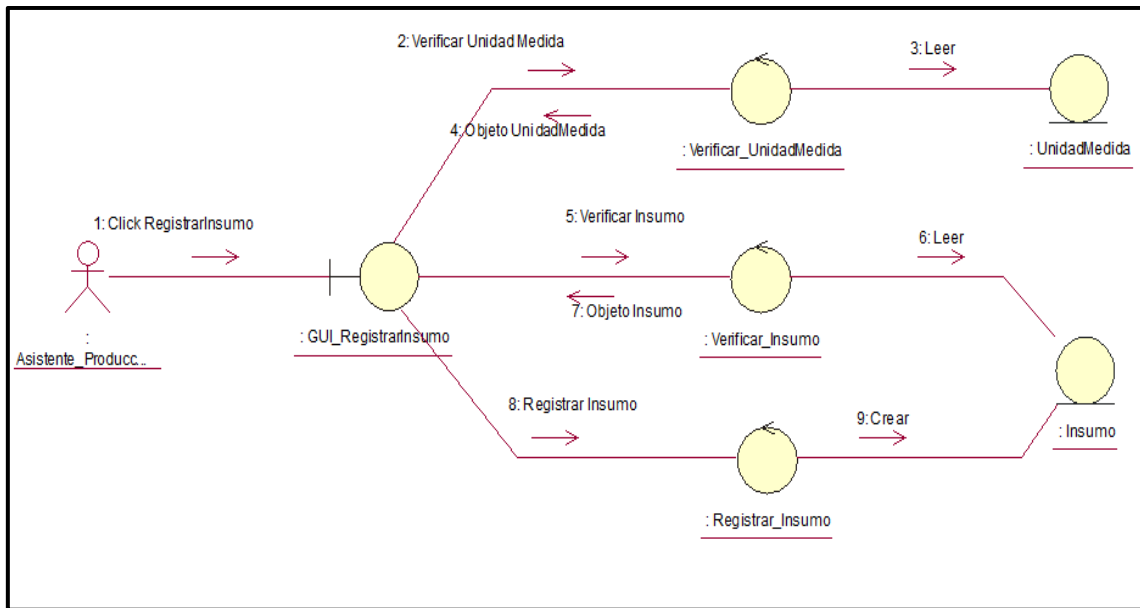 2: Verificar Unidad Medida
3: Leer
4: Objeto UnidadMedida
: Verificar_UnidadMedida
: UnidadMedida
1: Click RegistrarInsumo
5: Verificar Insumo
6: Leer
7: Objeto Insumo
:
Asistente_Producc...
: GUI_RegistrarInsumo
: Verificar_Insumo
8: Registrar Insumo
9: Crear
: Insumo
: Registrar_Insumo